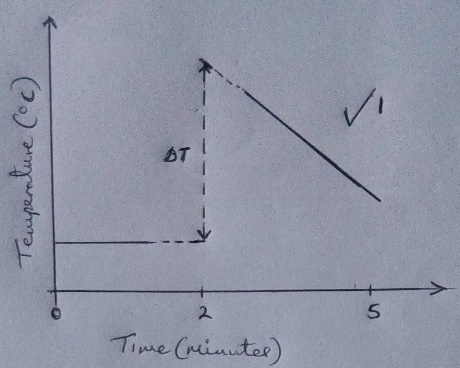 Temperature (°C)
ΔT
✓1
0
2
5
Time (minutes)